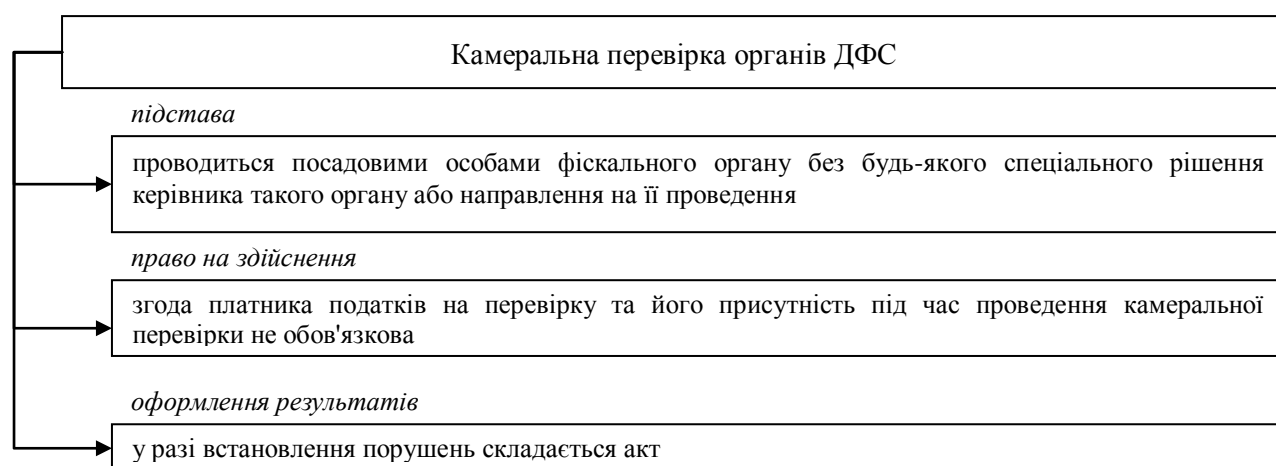 Камеральна перевірка органів ДФС
підстава
проводиться посадовими особами фіскального органу без будь-якого спеціального рішення
керівника такого органу або направлення на її проведення
право на здійснення
згода платника податків на перевірку та його присутність під час проведення камеральної
перевірки не обов'язкова
оформлення результатів
у разі встановлення порушень складається акт